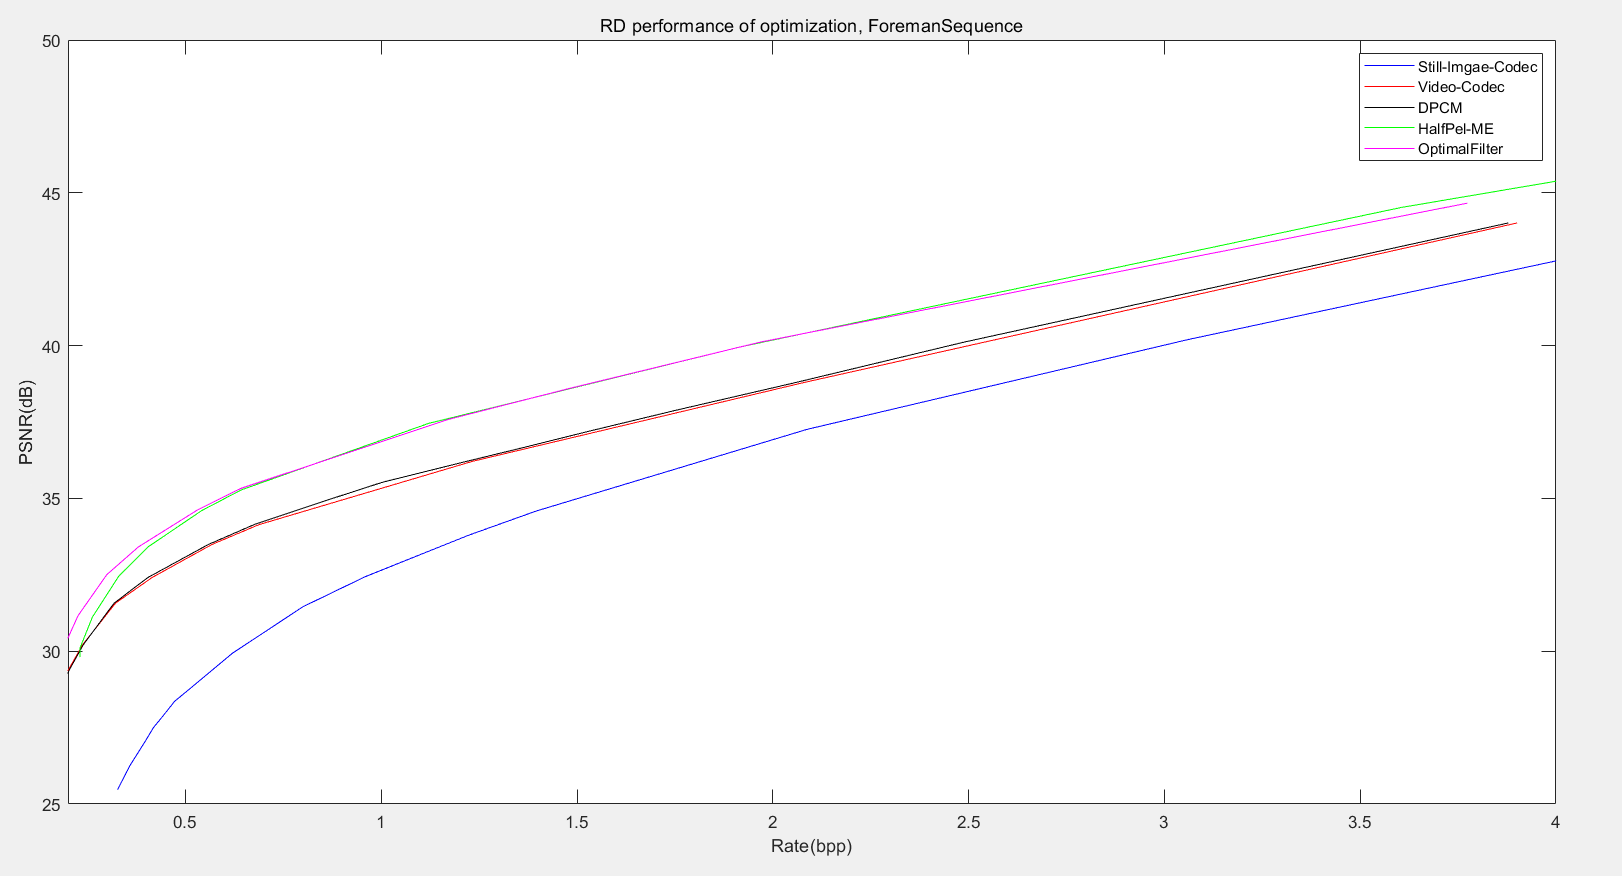 RD performance of optimization, ForemanSequence
50
45
40
35
30
25
PSNR(dB)
Still-Imgae-Codec
Video-Codec
DPCM
HalfPel-ME
OptimalFilter
0.5
1
1.5
2
2.5
3
3.5
4
Rate(bpp)